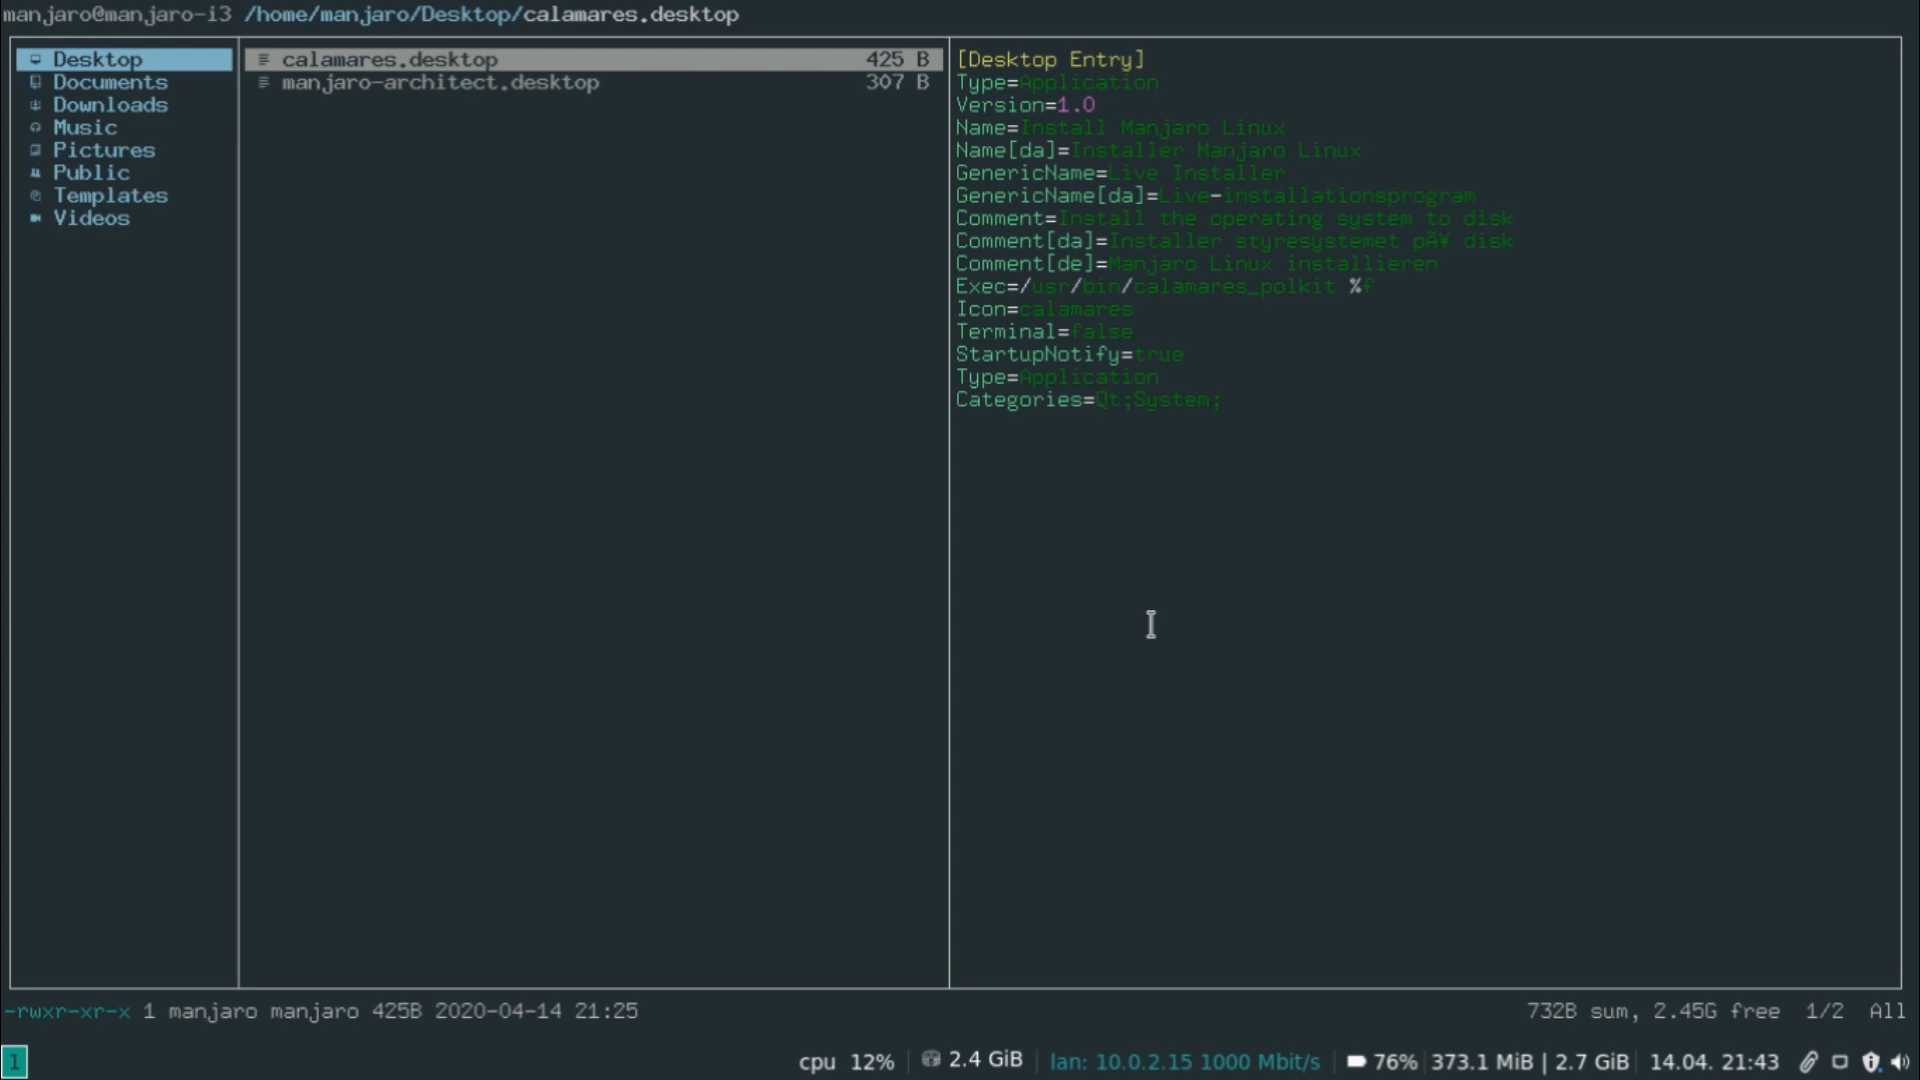 manjaro@manjaro-i3 /home/manjaro/Desktop/calamares.desktop
Desktop
Documents
Downloads
Music
Pictures
Public
Templates
Videos
calamares.desktop 425 B
manjaro-architect.desktop 307 B
[Desktop Entry]
Type=Application
Version=1.0
Name=Install Manjaro Linux
Name[da]=Installer Manjaro Linux
GenericName=Live Installer
GenericName[da]=Live-installationsprogram
Comment=Install the operating system to disk
Comment[da]=Installer styresystemet pÃ¥ disk
Comment[de]=Manjaro Linux installieren
Exec=/usr/bin/calamares_polkit %f
Icon=calamares
Terminal=false
StartupNotify=true
Type=Application
Categories=Qt;System;
-rwxr-xr-x 1 manjaro manjaro 425B 2020-04-14 21:25 732B sum, 2.45G free 1/2 All
1 cpu 12% | 2.4 GiB | lan: 10.0.2.15 1000 Mbit/s | 76% 373.1 MiB | 2.7 GiB 14.04. 21:43